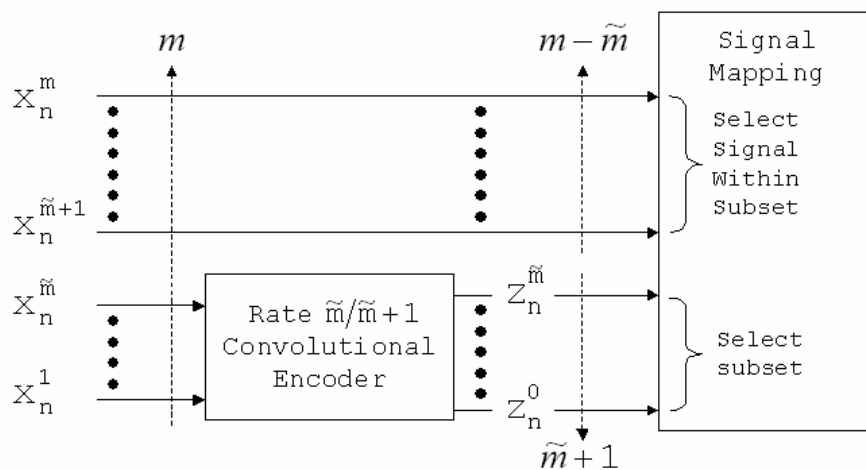 m
m − m̃
Signal
Mapping
X_n^m
Select
Signal
Within
Subset
X_n^{m̃+1}
X_n^{m̃}
Rate m̃/m̃+1
Convolutional
Encoder
Z_n^{m̃}
Select
subset
X_n^1
Z_n^0
m̃+1